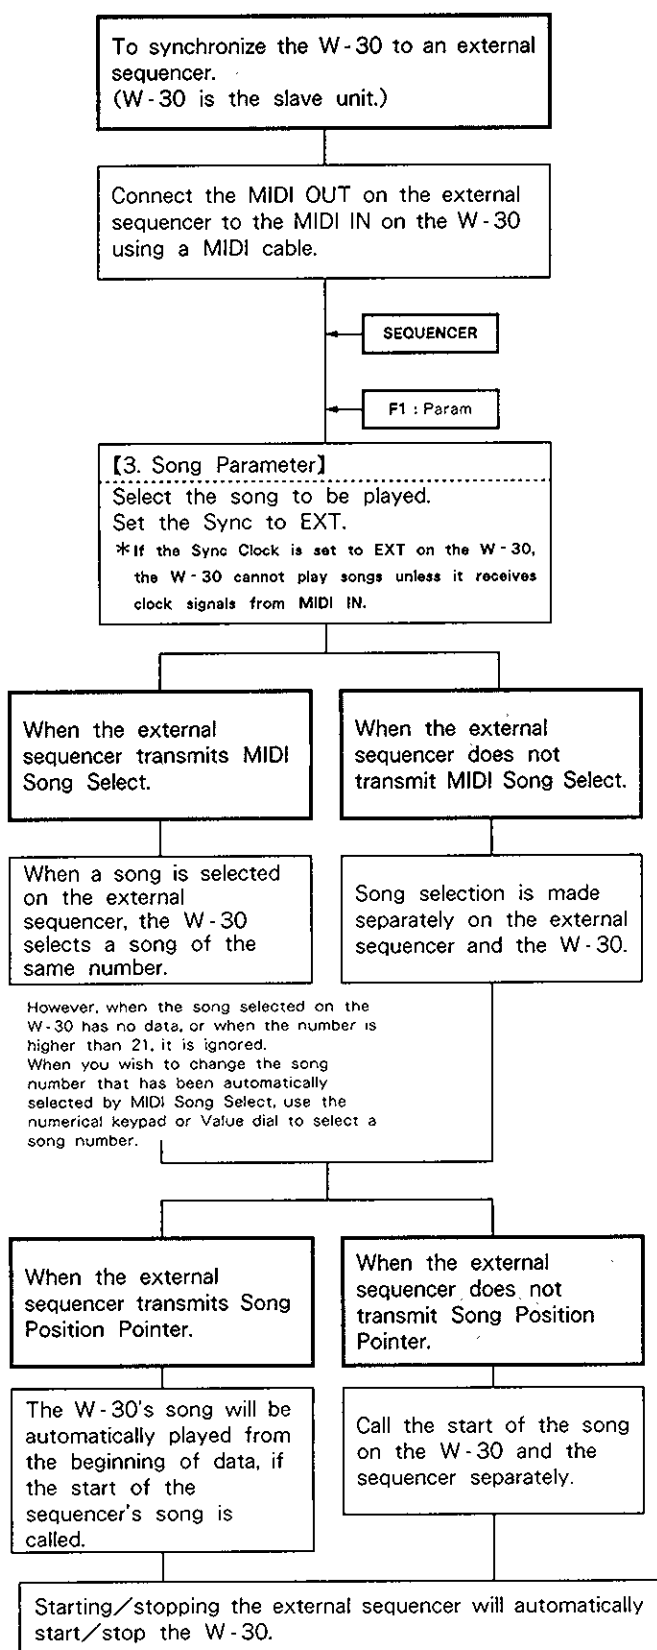 To synchronize the W-30 to an external
sequencer.
(W-30 is the slave unit.)
Connect the MIDI OUT on the external
sequencer to the MIDI IN on the W-30
using a MIDI cable.
SEQUENCER
F1 : Param
【3. Song Parameter】
Select the song to be played.
Set the Sync to EXT.
*If the Sync Clock is set to EXT on the W-30,
the W-30 cannot play songs unless it receives
clock signals from MIDI IN.
When the external
sequencer transmits MIDI
Song Select.
When the external
sequencer does not
transmit MIDI Song Select.
When a song is selected
on the external
sequencer, the W-30
selects a song of the
same number.
Song selection is made
separately on the external
sequencer and the W-30.
However, when the song selected on the
W-30 has no data, or when the number is
higher than 21, it is ignored.
When you wish to change the song
number that has been automatically
selected by MIDI Song Select, use the
numerical keypad or Value dial to select a
song number.
When the external
sequencer transmits Song
Position Pointer.
When the external
sequencer does not
transmit Song Position
Pointer.
The W-30's song will be
automatically played from
the beginning of data, if
the start of the
sequencer's song is
called.
Call the start of the song
on the W-30 and the
sequencer separately.
Starting/stopping the external sequencer will automatically
start/stop the W-30.